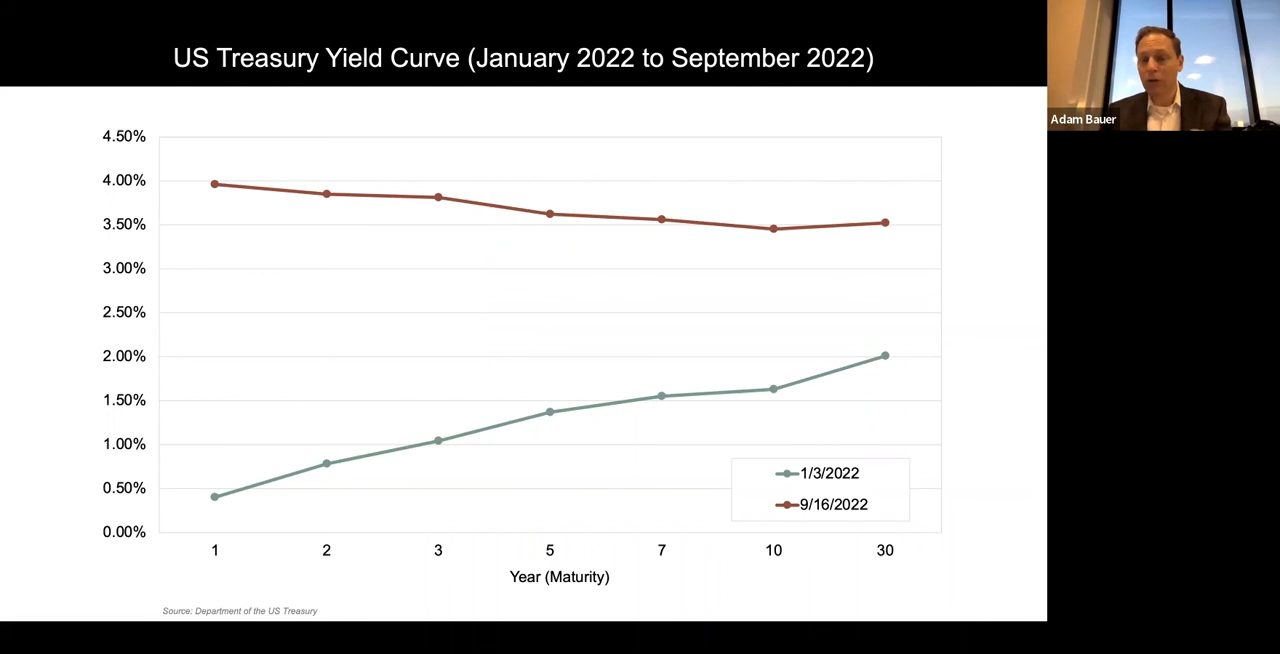 US Treasury Yield Curve (January 2022 to September 2022)
Adam Bauer
4.50%
4.00%
3.50%
3.00%
2.50%
2.00%
1.50%
1.00%
0.50%
0.00%
1/3/2022
9/16/2022
1 2 3 5 7 10 30
Year (Maturity)
Source: Department of the US Treasury